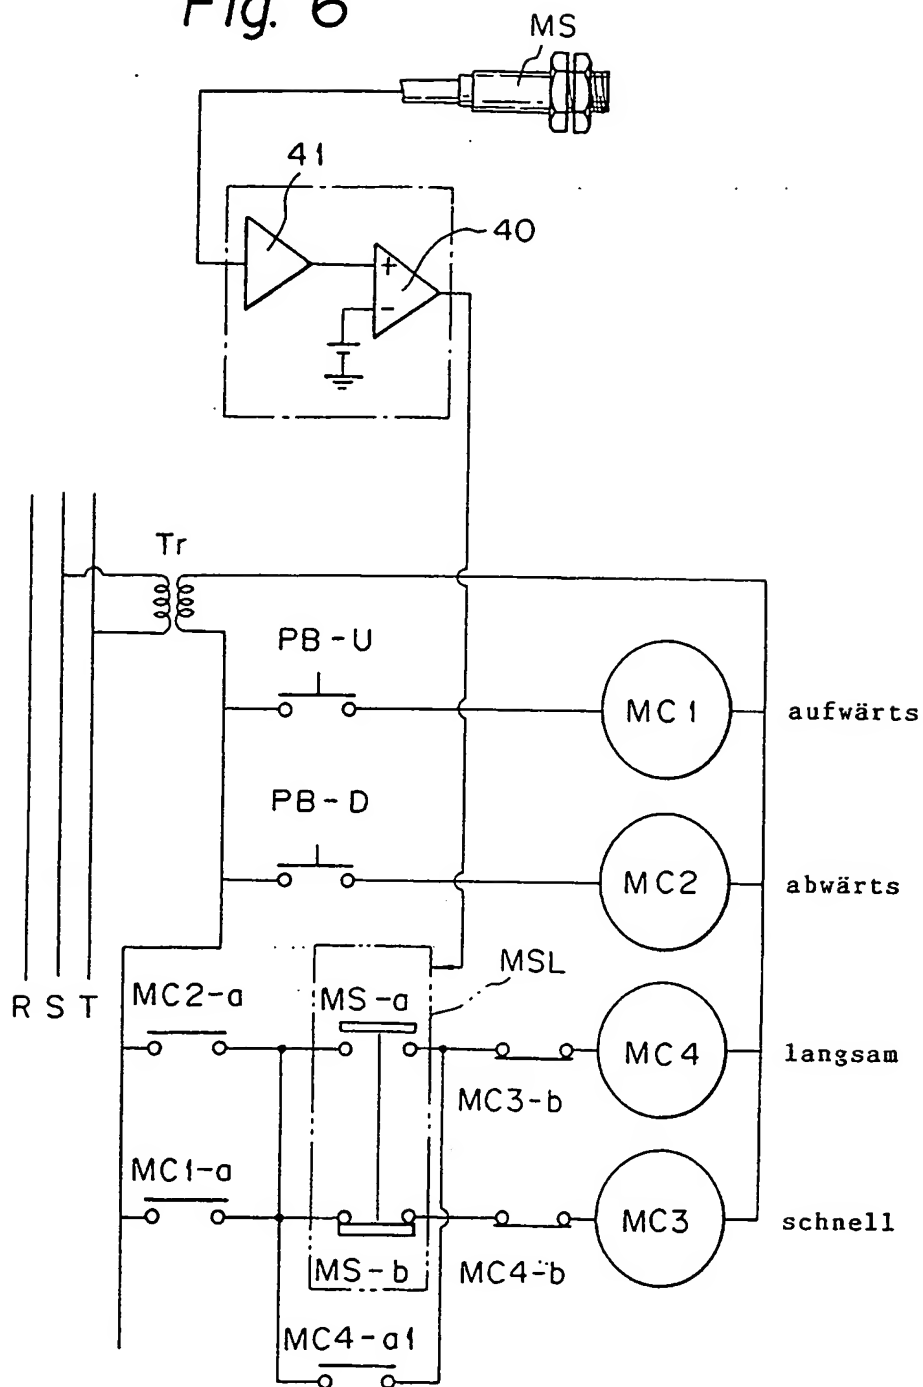 Fig. 6
MS
41
40
+
-
Tr
PB-U
MC1
aufwärts
PB-D
MC2
abwärts
R S T
MC2-a
MS-a
MSL
MC4
langsam
MC3-b
MC1-a
MC3
schnell
MS-b
MC4-b
MC4-a1